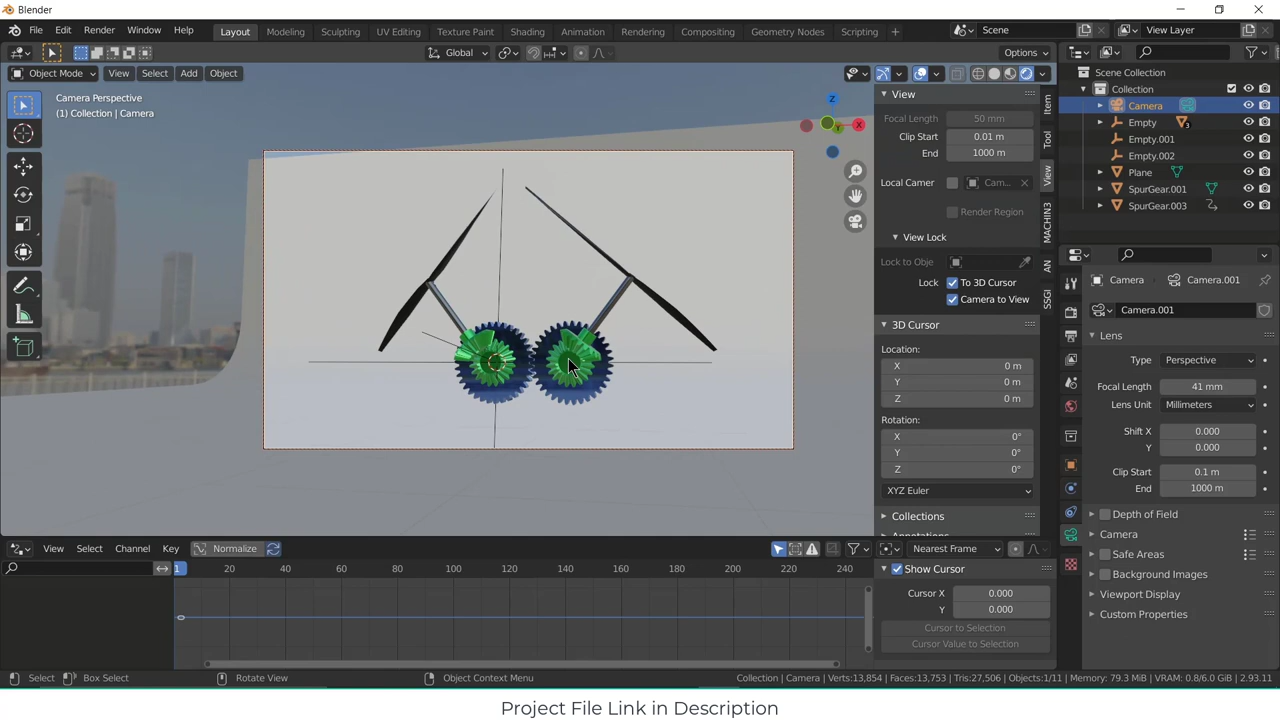 Blender
File Edit Render Window Help Layout Modeling Sculpting UV Editing Texture Paint Shading Animation Rendering Compositing Geometry Nodes Scripting + Scene View Layer
Global Options
Object Mode View Select Add Object
Camera Perspective
(1) Collection | Camera
Z
X
Y
View
Focal Length 50 mm
Clip Start 0.01 m
End 1000 m
Local Camer Cam...
Render Region
View Lock
Lock to Obje
Lock To 3D Cursor
Camera to View
3D Cursor
Location:
X 0 m
Y 0 m
Z 0 m
Rotation:
X 0°
Y 0°
Z 0°
XYZ Euler
Collections
Annotations
Item
Tool
View
MACHIN3
AN
SSGI
Scene Collection
Collection
Camera
Empty 3
Empty.001
Empty.002
Plane
SpurGear.001
SpurGear.003
Camera Camera.001
Camera.001
Lens
Type Perspective
Focal Length 41 mm
Lens Unit Millimeters
Shift X 0.000
Y 0.000
Clip Start 0.1 m
End 1000 m
Depth of Field
Camera
Safe Areas
Background Images
Viewport Display
Custom Properties
View Select Channel Key Normalize Nearest Frame
1 20 40 60 80 100 120 140 160 180 200 220 240
Show Cursor
Cursor X 0.000
Y 0.000
Cursor to Selection
Cursor Value to Selection
Select Box Select Rotate View Object Context Menu Collection | Camera | Verts:13,854 | Faces:13,753 | Tris:27,506 | Objects:1/11 | Memory: 79.3 MiB | VRAM: 0.8/6.0 GiB | 2.93.11
Project File Link in Description